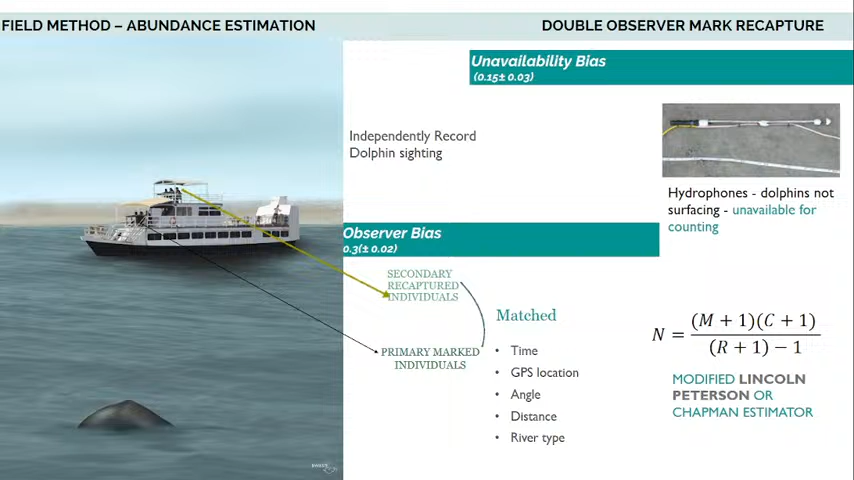 FIELD METHOD – ABUNDANCE ESTIMATION
DOUBLE OBSERVER MARK RECAPTURE
Unavailability Bias
(0.15± 0.03)
Independently Record
Dolphin sighting
Hydrophones - dolphins not
surfacing - unavailable for
counting
Observer Bias
0.3(± 0.02)
SECONDARY
RECAPTURED
INDIVIDUALS
PRIMARY MARKED
INDIVIDUALS
Matched
• Time
• GPS location
• Angle
• Distance
• River type
N = (M + 1)(C + 1) / (R + 1) − 1
MODIFIED LINCOLN
PETERSON OR
CHAPMAN ESTIMATOR